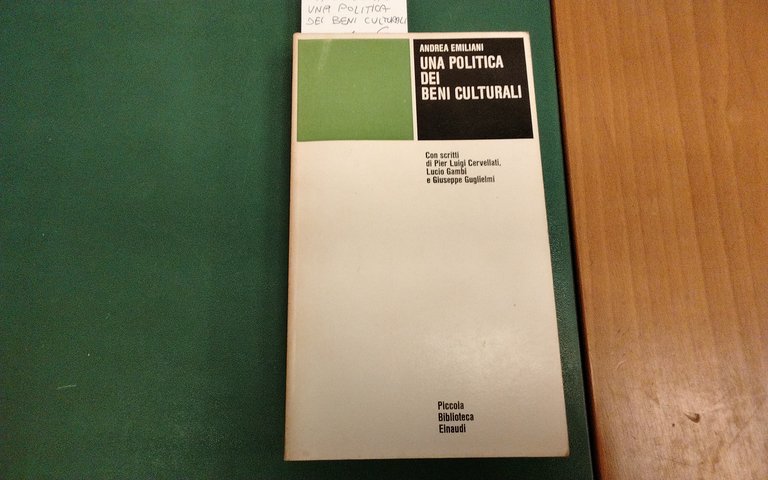 UNA POLITICA
DEI BENI CULTURALI
ANDREA EMILIANI
UNA POLITICA
DEI
BENI CULTURALI
Con scritti
di Pier Luigi Cervellati,
Lucio Gambi
e Giuseppe Guglielmi
Piccola
Biblioteca
Einaudi